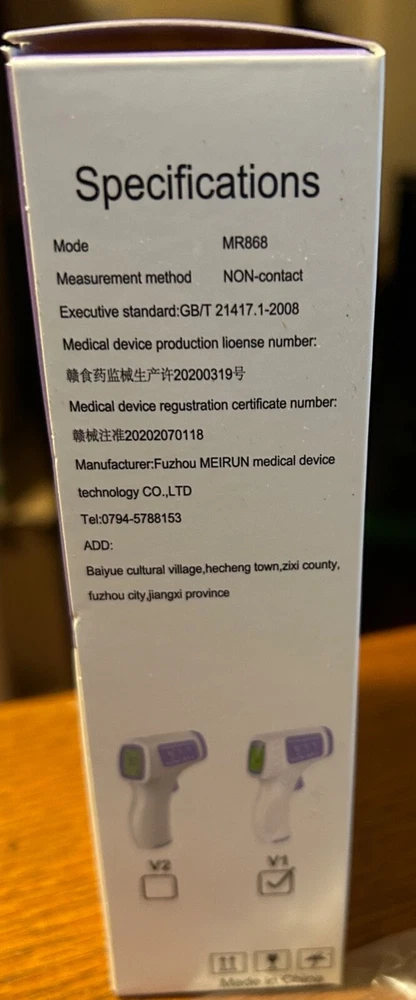 Specifications
Mode MR868
Measurement method NON-contact
Executive standard:GB/T 21417.1-2008
Medical device production lioense number:
赣食药监械生产许20200319号
Medical device regustration certificate number:
赣械注准20202070118
Manufacturer:Fuzhou MEIRUN medical device
technology CO.,LTD
Tel:0794-5788153
ADD:
Baiyue cultural village,hecheng town,zixi county,
fuzhou city,jiangxi province
V2 V1
Made in China